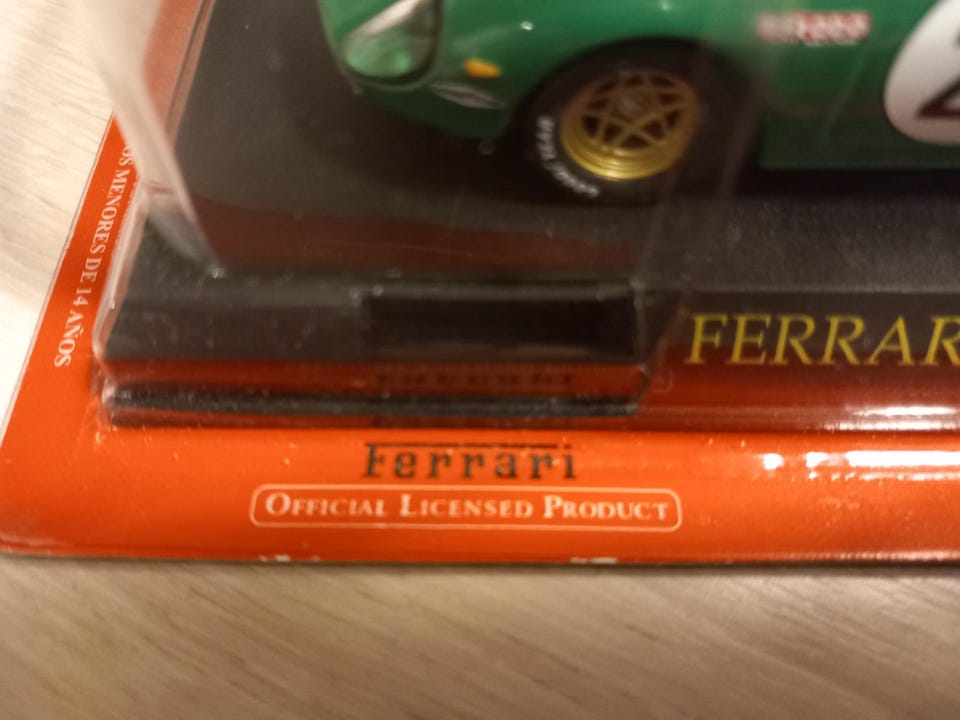 OS MENORES DE 14 AÑOS
FERRAR
Ferrari
OFFICIAL LICENSED PRODUCT